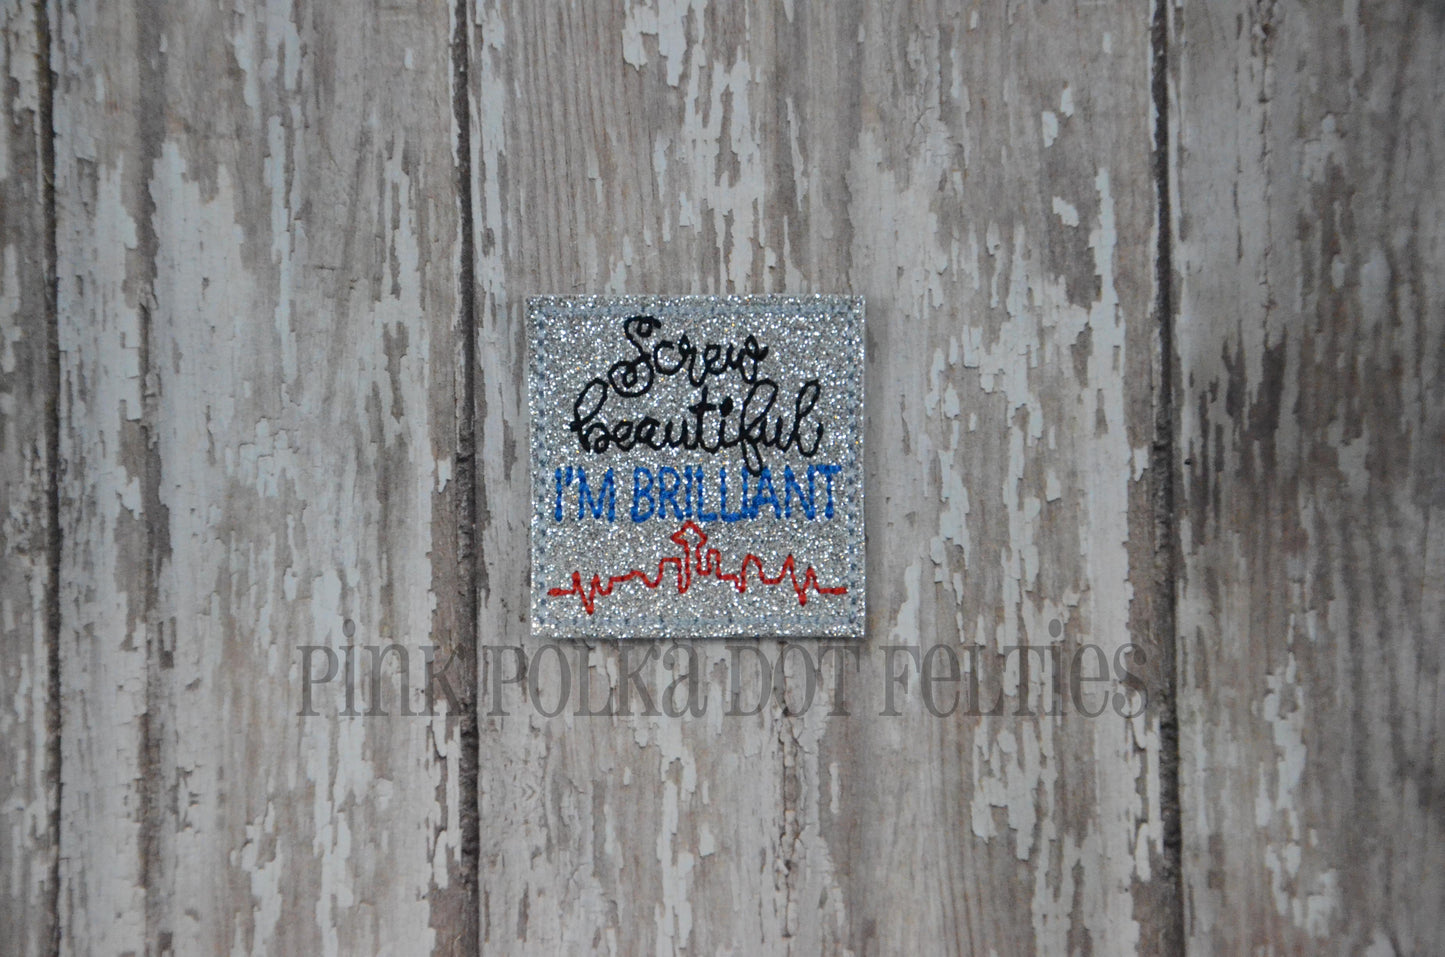 Screw
beautiful
I'M BRILLIANT
Pink Polka Dot Felties